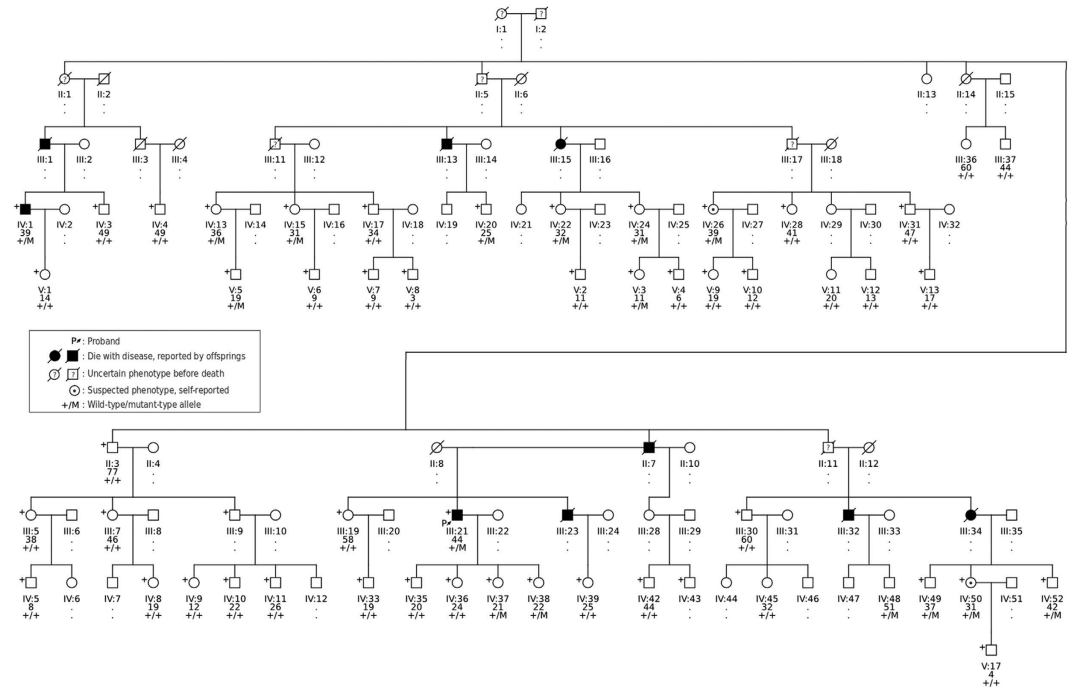 ? ?
I:1 I:2
. .
. .
? ?
II:1 II:2 II:5 II:6 II:13 II:14 II:15
. . . . . . .
. . . . . . .
? ?
III:1 III:2 III:3 III:4 III:11 III:12 III:13 III:14 III:15 III:16 III:17 III:18 III:36 III:37
. . . . . . . . . . . . 60 44
. . . . . . . . . . . . +/+ +/+
+ + + + + + + + + + + +
IV:1 IV:2 IV:3 IV:4 IV:13 IV:14 IV:15 IV:16 IV:17 IV:18 IV:19 IV:20 IV:21 IV:22 IV:23 IV:24 IV:25 IV:26 IV:27 IV:28 IV:29 IV:30 IV:31 IV:32
39 . 49 49 36 . 31 . 34 . . 25 . 32 . 31 . 39 . 41 . . 47 .
+/M . +/+ +/+ +/M . +/M . +/+ . . +/M . +/M . +/M . +/M . +/+ . . +/+ .
+ + + + + + + + + + +
V:1 V:5 V:6 V:7 V:8 V:2 V:3 V:4 V:9 V:10 V:11 V:12 V:13
14 19 9 9 3 11 11 6 19 12 20 13 17
+/+ +/M +/+ +/+ +/+ +/+ +/M +/+ +/+ +/+ +/+ +/+ +/+
P : Proband
: Die with disease, reported by offsprings
? ? : Uncertain phenotype before death
: Suspected phenotype, self-reported
+/M : Wild-type/mutant-type allele
+ ?
II:3 II:4 II:8 II:7 II:10 II:11 II:12
77 . . . . . .
+/+ . . . . . .
+ + + + + P +
III:5 III:6 III:7 III:8 III:9 III:10 III:19 III:20 III:21 III:22 III:23 III:24 III:28 III:29 III:30 III:31 III:32 III:33 III:34 III:35
38 . 46 . . . 58 . 44 . . . . . 60 . . . . .
+/+ . +/+ . . . +/+ . +/M . . . . . +/+ . . . . .
+ + + + + + + + + + + + + + + + + +
IV:5 IV:6 IV:7 IV:8 IV:9 IV:10 IV:11 IV:12 IV:33 IV:35 IV:36 IV:37 IV:38 IV:39 IV:42 IV:43 IV:44 IV:45 IV:46 IV:47 IV:48 IV:49 IV:50 IV:51 IV:52
8 . . 19 12 22 26 . 19 20 24 21 22 25 44 . . 32 . . 51 37 31 . 42
+/+ . . +/+ +/+ +/+ +/+ . +/+ +/+ +/+ +/M +/M +/+ +/+ . . +/+ . . +/M +/M +/M . +/M
+
V:17
4
+/+